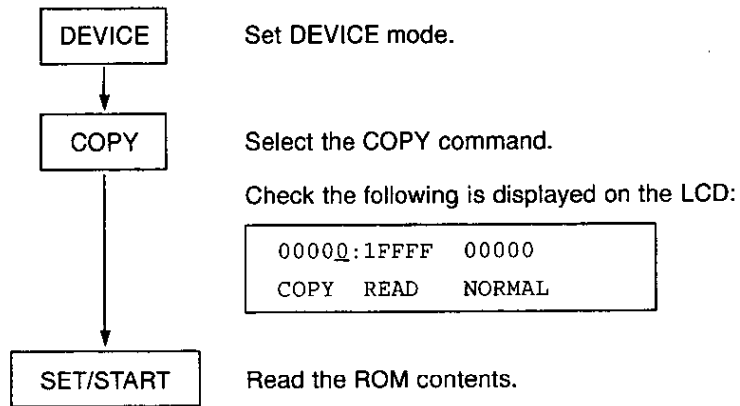 DEVICE Set DEVICE mode.
COPY Select the COPY command.
Check the following is displayed on the LCD:
00000:1FFFF 00000
COPY READ NORMAL
SET/START Read the ROM contents.